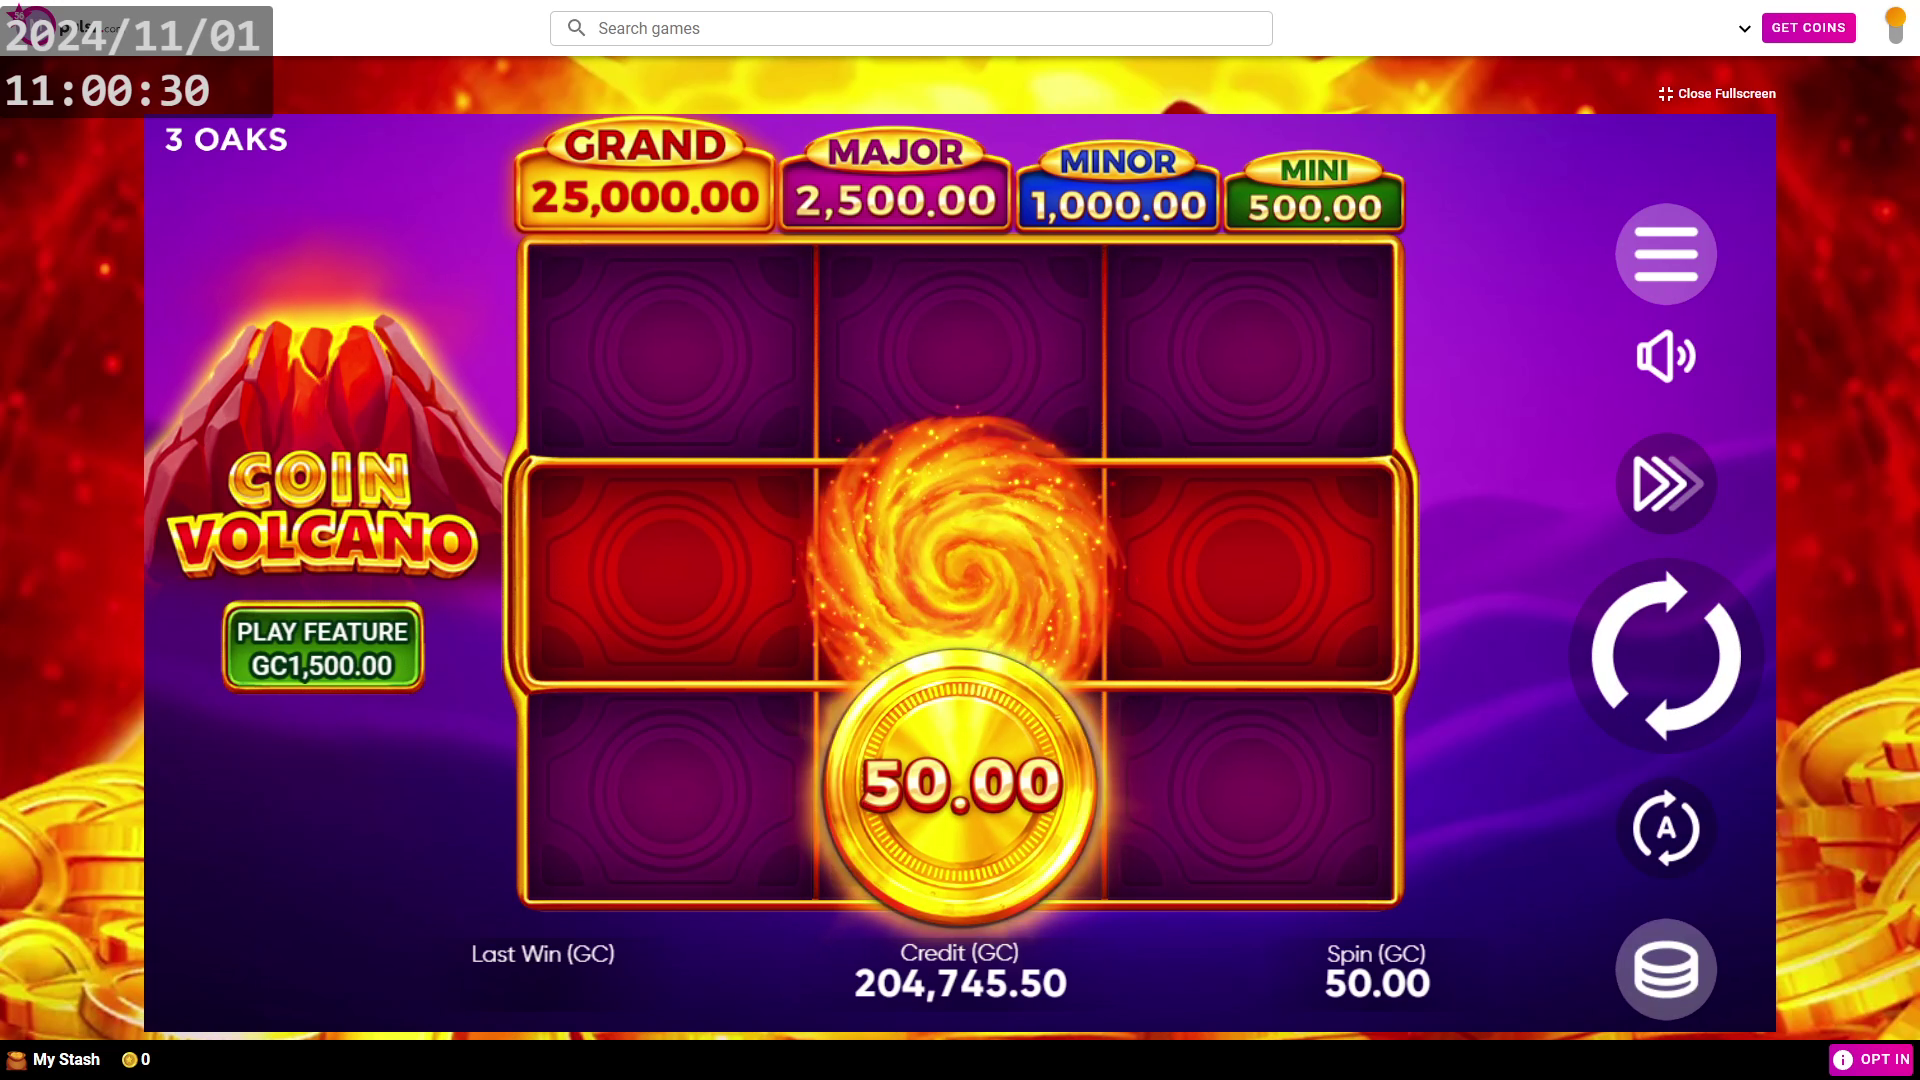 2024/11/01
11:00:30
Search games
GET COINS
Close Fullscreen
3 OAKS
GRAND
25,000.00
MAJOR
2,500.00
MINOR
1,000.00
MINI
500.00
COIN
VOLCANO
PLAY FEATURE
GC1,500.00
50.00
A
Last Win (GC)
Credit (GC)
204,745.50
Spin (GC)
50.00
My Stash
0
OPT IN